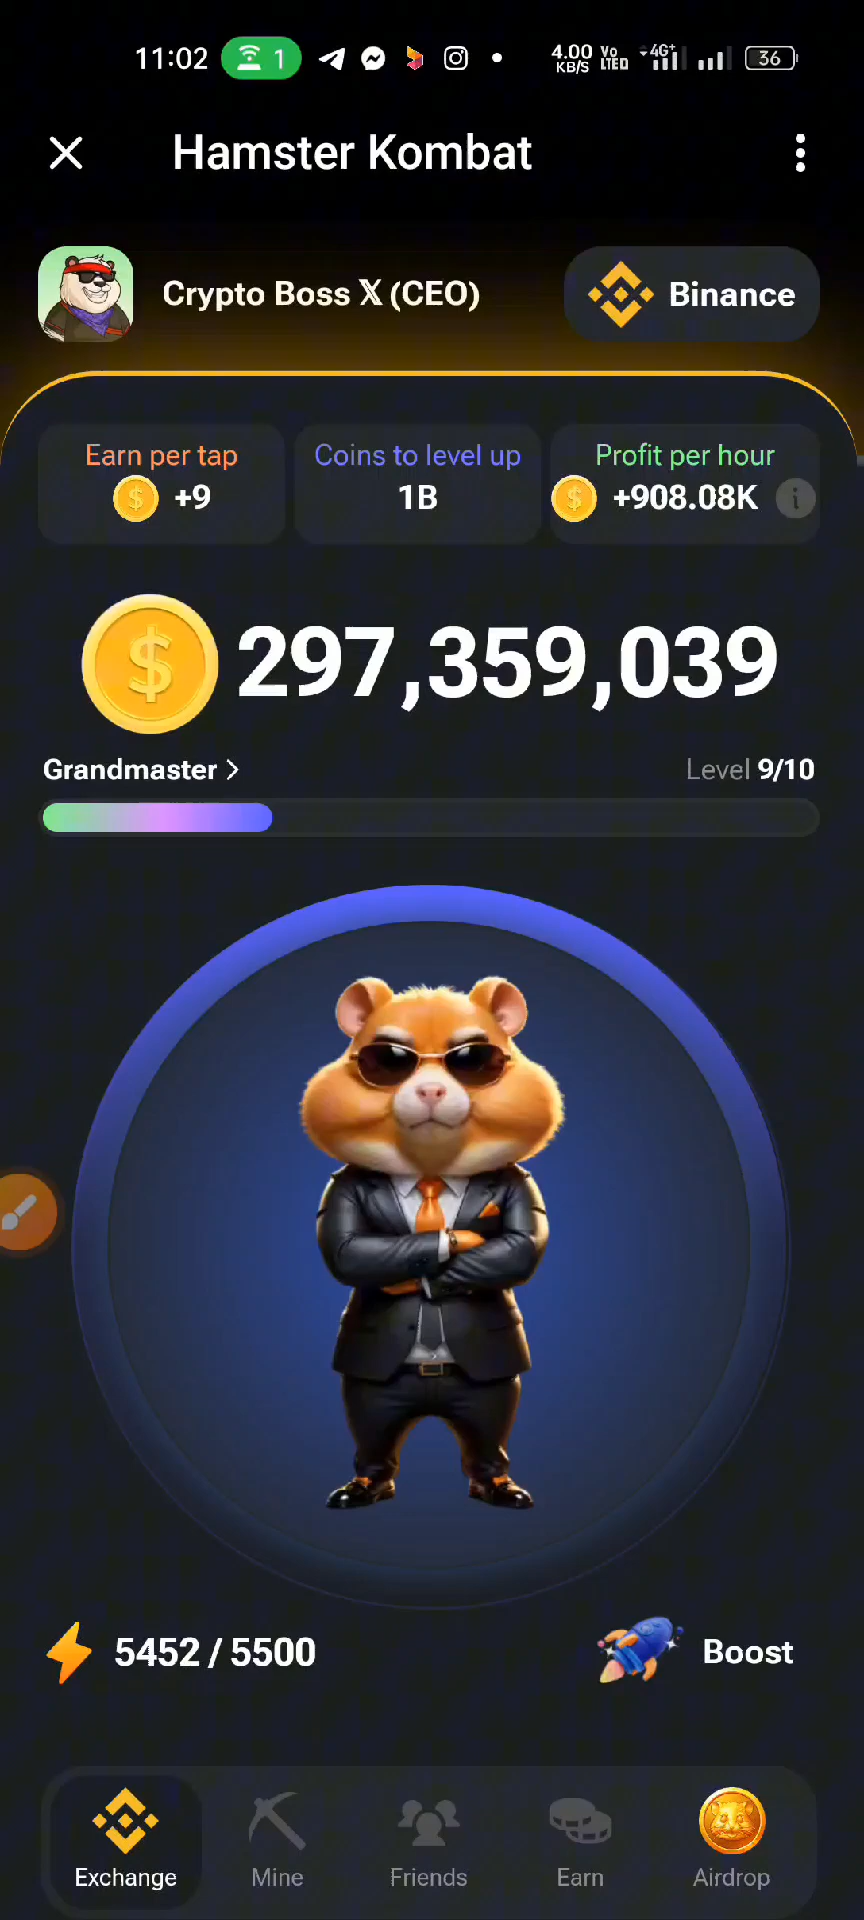 11:02 1 4.00 KB/S Vo LTED 4G+ 36
Hamster Kombat
Crypto Boss 𝕏 (CEO) Binance
Earn per tap Coins to level up Profit per hour
+9 1B +908.08K i
297,359,039
Grandmaster > Level 9/10
5452 / 5500 Boost
Exchange Mine Friends Earn Airdrop